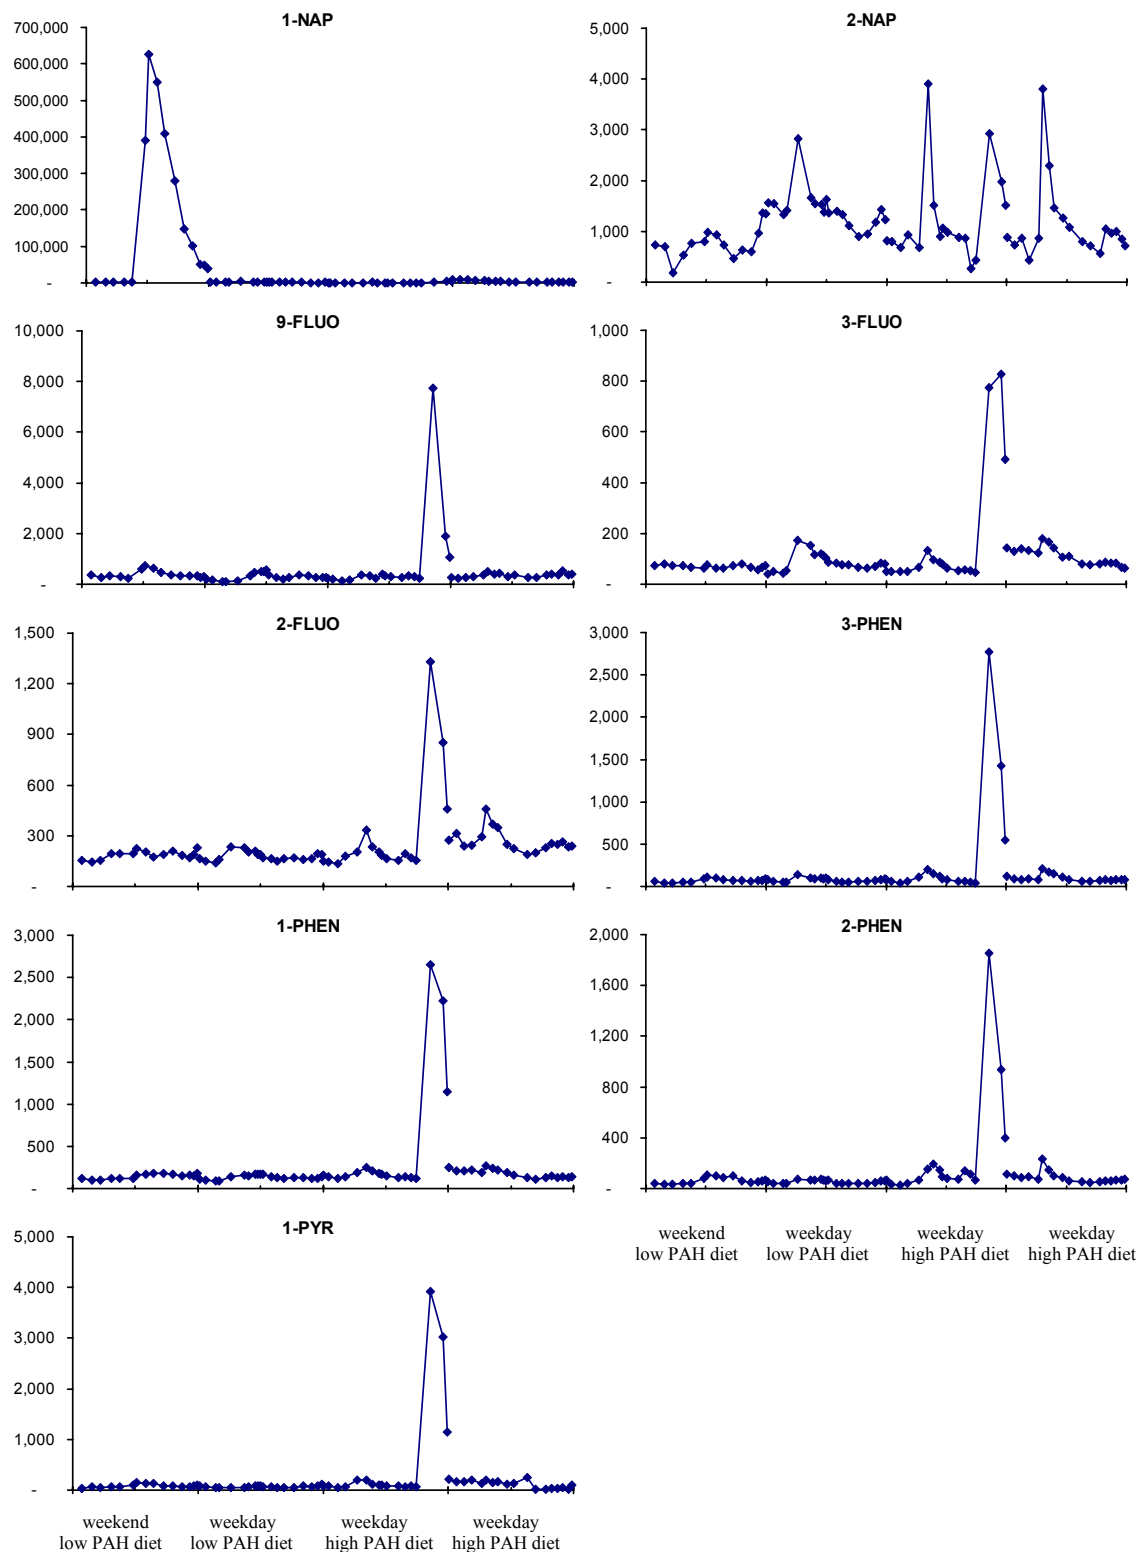 1-NAP
700,000
600,000
500,000
400,000
300,000
200,000
100,000
-
2-NAP
5,000
4,000
3,000
2,000
1,000
-
9-FLUO
10,000
8,000
6,000
4,000
2,000
-
3-FLUO
1,000
800
600
400
200
-
2-FLUO
1,500
1,200
900
600
300
-
3-PHEN
3,000
2,500
2,000
1,500
1,000
500
-
1-PHEN
3,000
2,500
2,000
1,500
1,000
500
-
2-PHEN
2,000
1,600
1,200
800
400
-
weekend
low PAH diet
weekday
low PAH diet
weekday
high PAH diet
weekday
high PAH diet
1-PYR
5,000
4,000
3,000
2,000
1,000
-
weekend
low PAH diet
weekday
low PAH diet
weekday
high PAH diet
weekday
high PAH diet